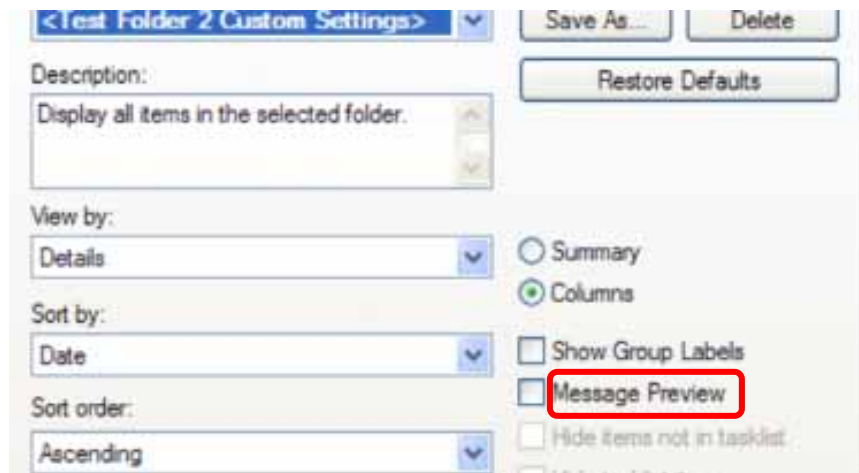 <Test Folder 2 Custom Settings>
Save As...
Delete
Description:
Restore Defaults
Display all items in the selected folder.
View by:
Details
Summary
Columns
Sort by:
Date
Show Group Labels
Message Preview
Sort order:
Hide items not in tasklist
Ascending